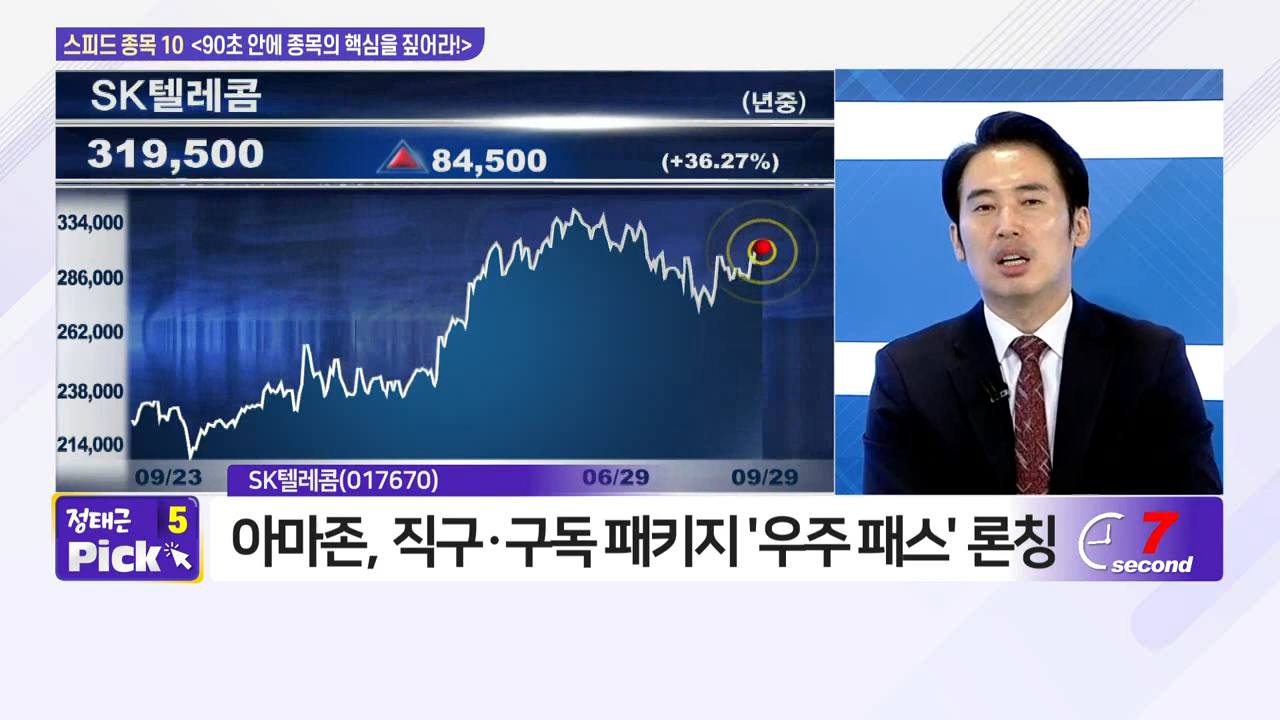 스피드 종목 10 <90초 안에 종목의 핵심을 짚어라!>
SK텔레콤
(년중)
319,500
84,500
(+36.27%)
334,000
286,000
262,000
238,000
214,000
09/23
06/29
09/29
SK텔레콤(017670)
정태근 5
Pick
아마존, 직구·구독 패키지 '우주 패스' 론칭
7
second